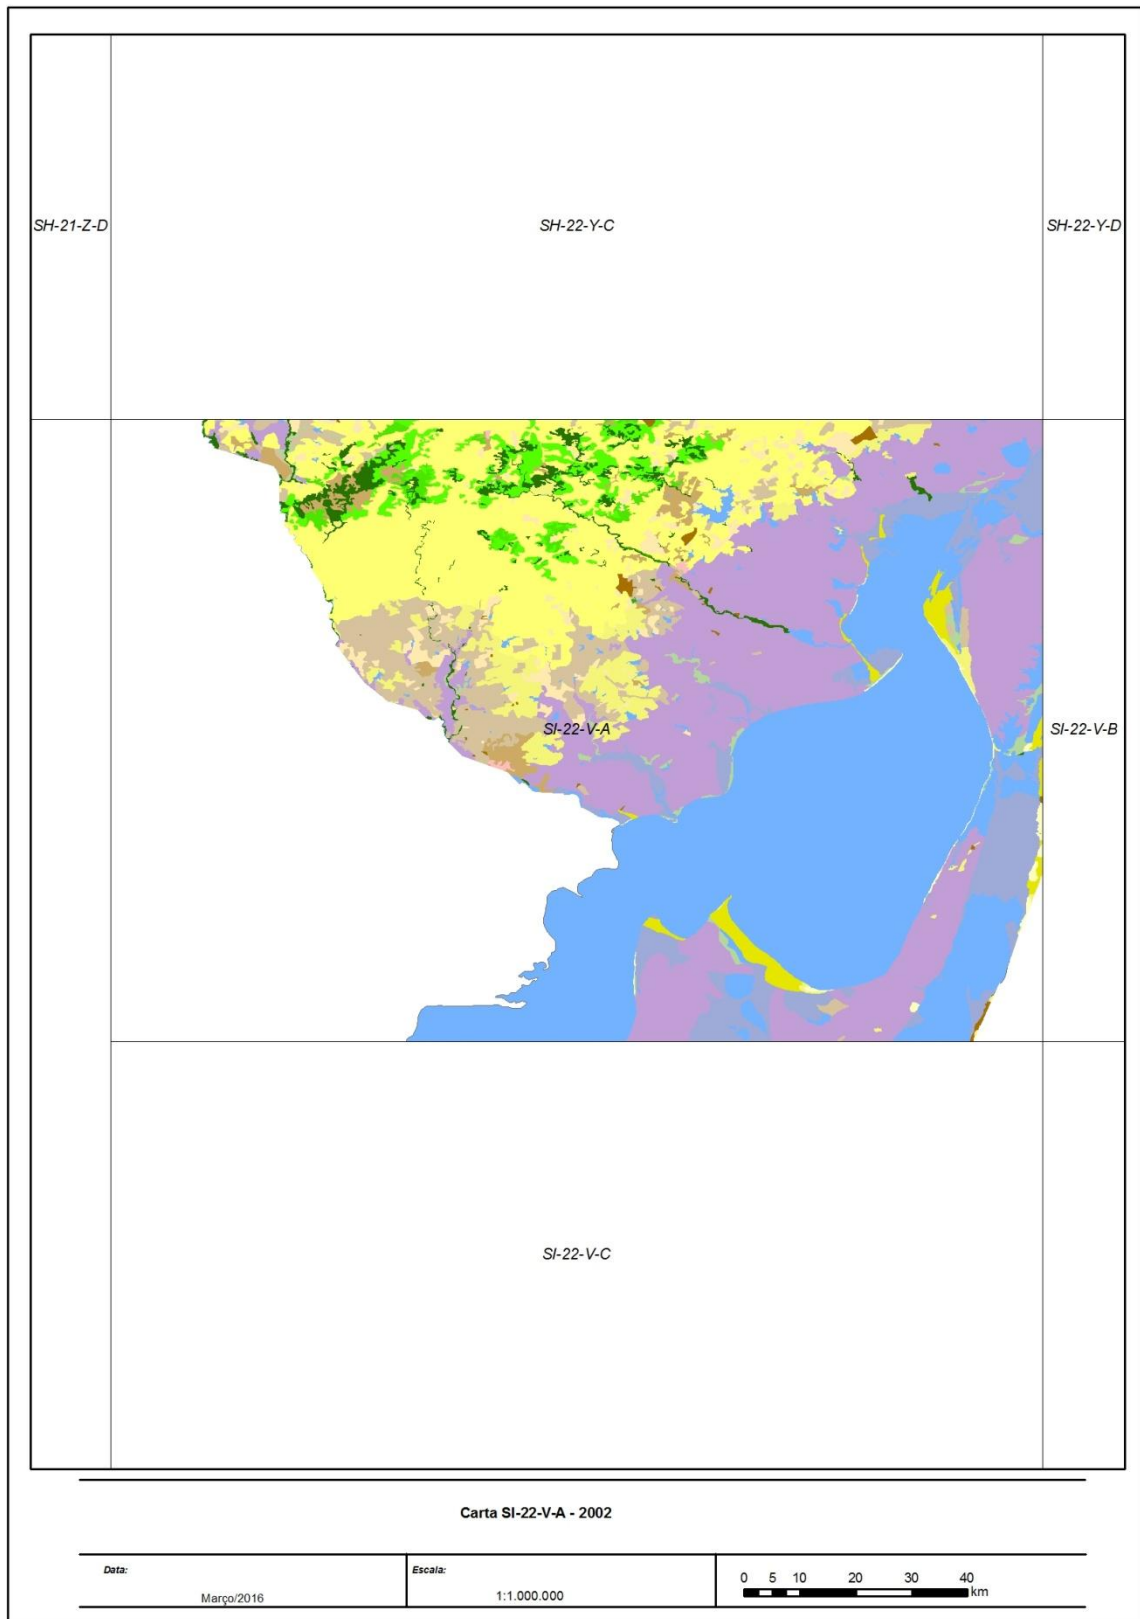 SH-21-Z-D
SH-22-Y-C
SH-22-Y-D
SI-22-V-A
SI-22-V-B
SI-22-V-C
Carta SI-22-V-A - 2002
Data:
Março/2016
Escala:
1:1.000.000
0 5 10 20 30 40
km